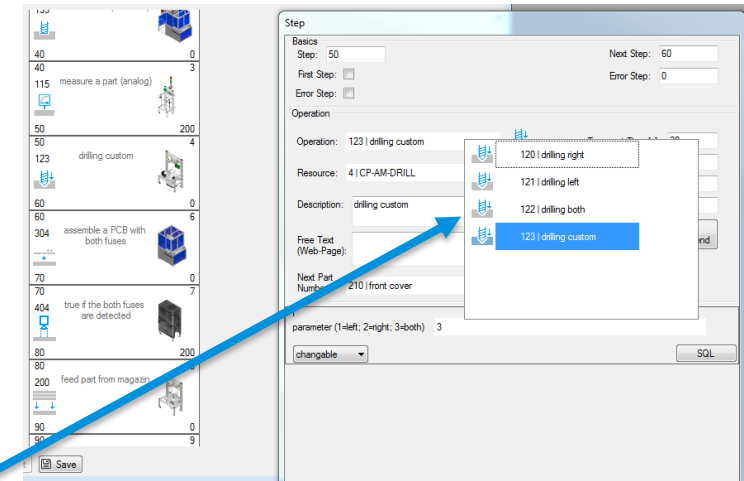 40 0
40 3
115 measure a part (analog)
50 200
50 4
123 drilling custom
60 0
60 6
304 assemble a PCB with
both fuses
70 0
70 7
404 true if the both fuses
are detected
80 200
80
200 feed part from magazin
90 0
90 9
Save
Step
Basics
Step: 50 Next Step: 60
First Step: Error Step: 0
Error Step:
Operation
Operation: 123 | drilling custom
Resource: 4 | CP-AM-DRILL
Description: drilling custom
Free Text
(Web-Page):
Next Part
210 | front cover
120 | drilling right
121 | drilling left
122 | drilling both
123 | drilling custom
parameter (1=left; 2=right; 3=both) 3
changable SQL